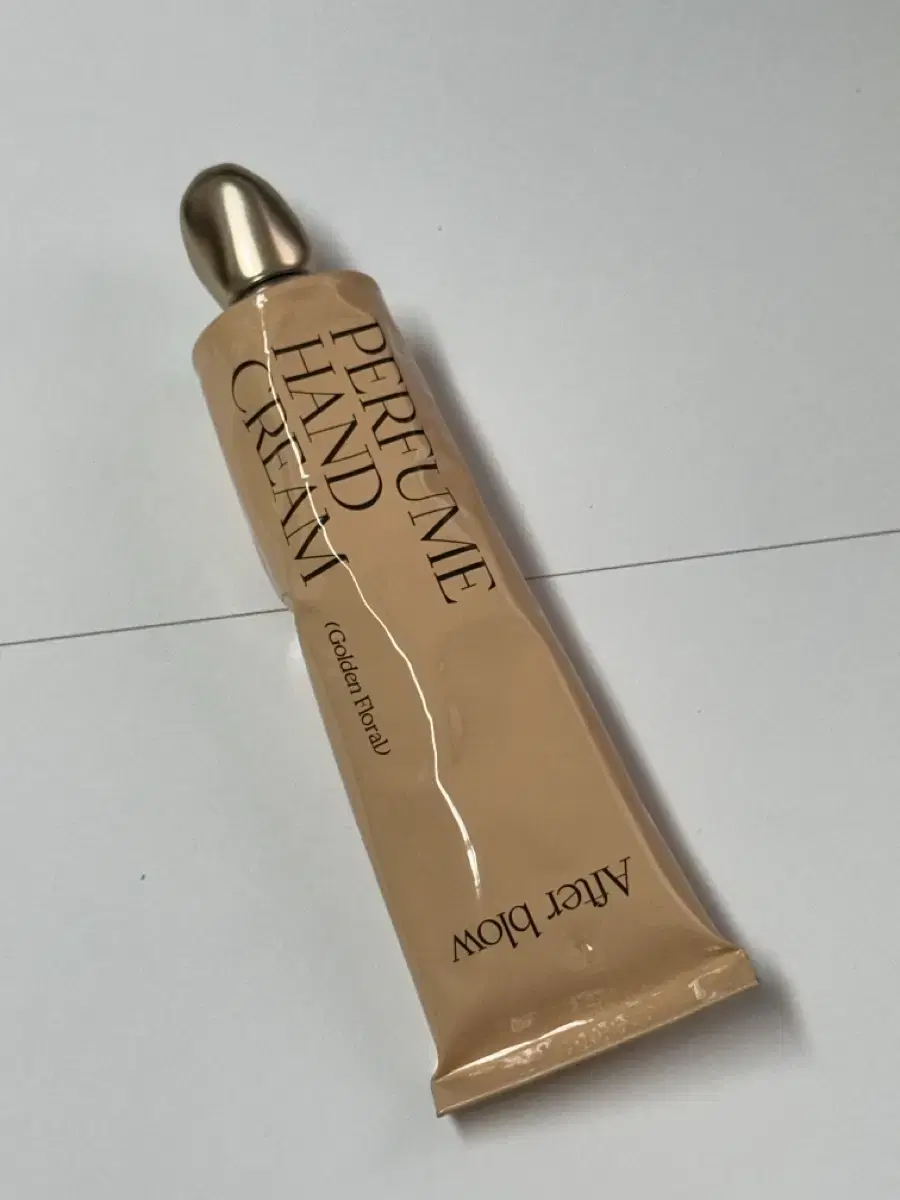 PERFUME
HAND
CREAM
(Golden Floral)
After blow